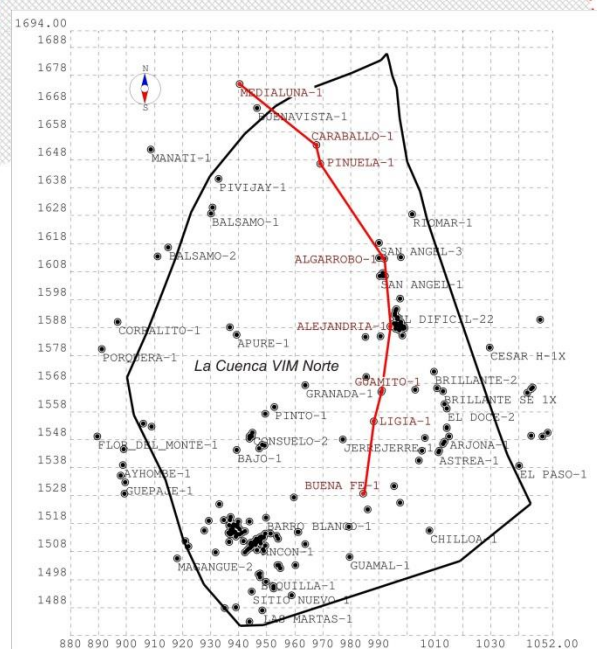 1694.00
1688
1678
1668
1658
1648
1638
1628
1618
1608
1598
1588
1578
1568
1558
1548
1538
1528
1518
1508
1498
1488
N
S
MEDIALUNA-1
BUENAVISTA-1
CARABALLO-1
MANATI-1
PINUELA-1
PIVIJAY-1
BALSAMO-1
RIOMAR-1
BALSAMO-2
SAN ANGEL-3
ALGARROBO-1
SAN ANGEL-1
CORRALITO-1
ALEJANDRIA-1
EL DIFICIL-22
APURE-1
PORQUERA-1
CESAR H-1X
La Cuenca VIM Norte
GUAMITO-1
BRILLANTE-2
GRANADA-1
BRILLANTE SE 1X
PINTO-1
LIGIA-1
EL DOCE-2
FLOR_DEL_MONTE-1
CONSUELO-2
JERREJERRE-1
ARJONA-1
BAJO-1
ASTREA-1
AYHOMBE-1
EL PASO-1
GUEPAJE-1
BUENA FE-1
BARRO BLANCO-1
CHILLOA-1
RINCON-1
MAGANGUE-2
GUAMAL-1
BOQUILLA-1
SITIO NUEVO-1
LAS MARTAS-1
880 890 900 910 920 930 940 950 960 970 980 990 1010 1030 1052.00